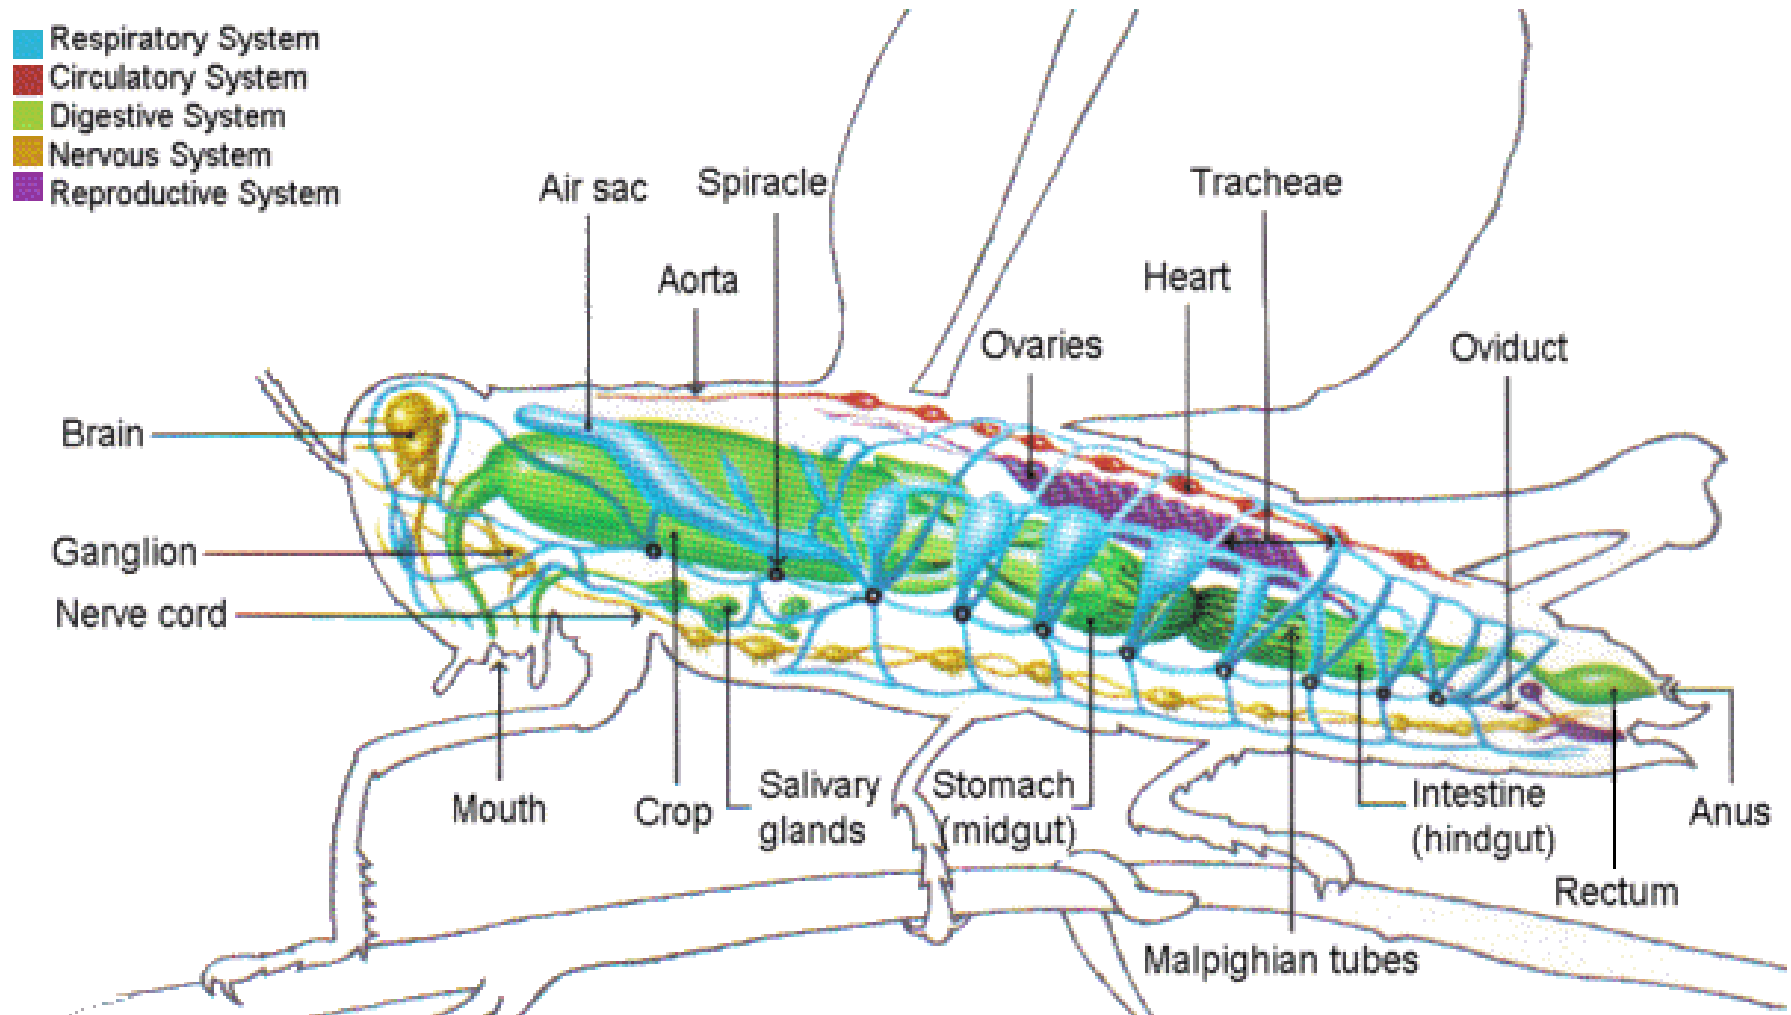 Respiratory System
Circulatory System
Digestive System
Nervous System
Reproductive System
Air sac
Spiracle
Tracheae
Aorta
Heart
Ovaries
Oviduct
Brain
Ganglion
Nerve cord
Mouth
Crop
Salivary
glands
Stomach
(midgut)
Intestine
(hindgut)
Anus
Rectum
Malpighian tubes